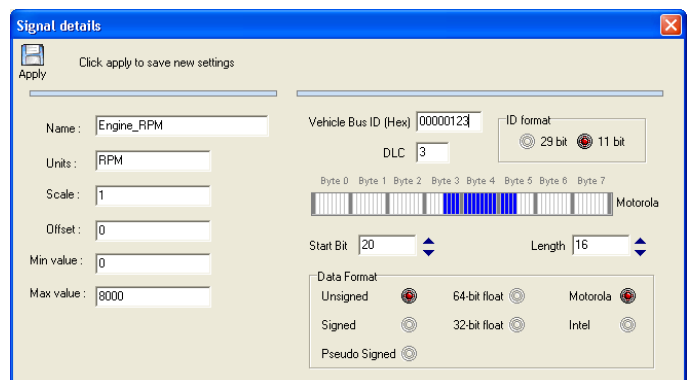 Signal details
Apply
Click apply to save new settings
Name :
Engine_RPM
Units :
RPM
Scale :
1
Offset :
0
Min value :
0
Max value :
8000
Vehicle Bus ID (Hex)
00000123
ID format
29 bit
11 bit
DLC
3
Byte 0 Byte 1 Byte 2 Byte 3 Byte 4 Byte 5 Byte 6 Byte 7
Motorola
Start Bit
20
Length
16
Data Format
Unsigned
64-bit float
Motorola
Signed
32-bit float
Intel
Pseudo Signed